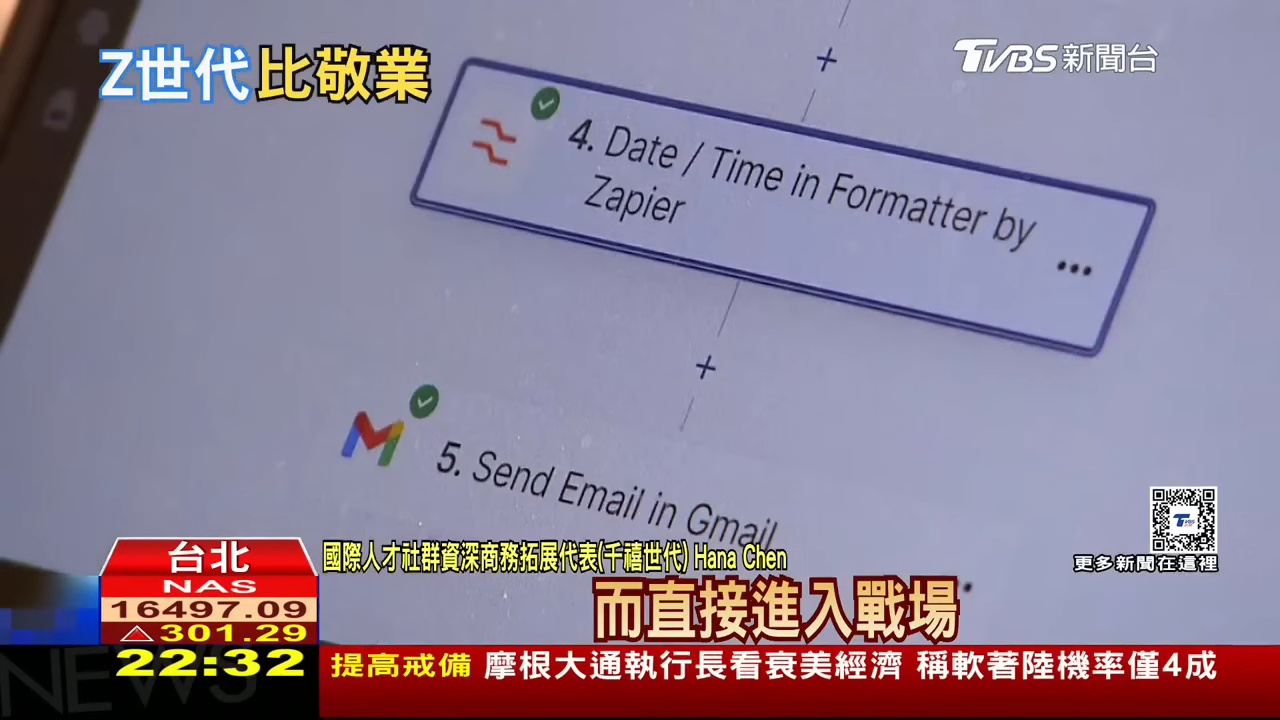 Z世代比敬業
TVBS新聞台
4. Date / Time in Formatter by
Zapier
5. Send Email in Gmail
更多新聞在這裡
國際人才社群資深商務拓展代表(千禧世代) Hana Chen
而直接進入戰場
台北
NAS
16497.09
△301.29
22:32
NEWS
提高戒備 摩根大通執行長看衰美經濟 稱軟著陸機率僅4成